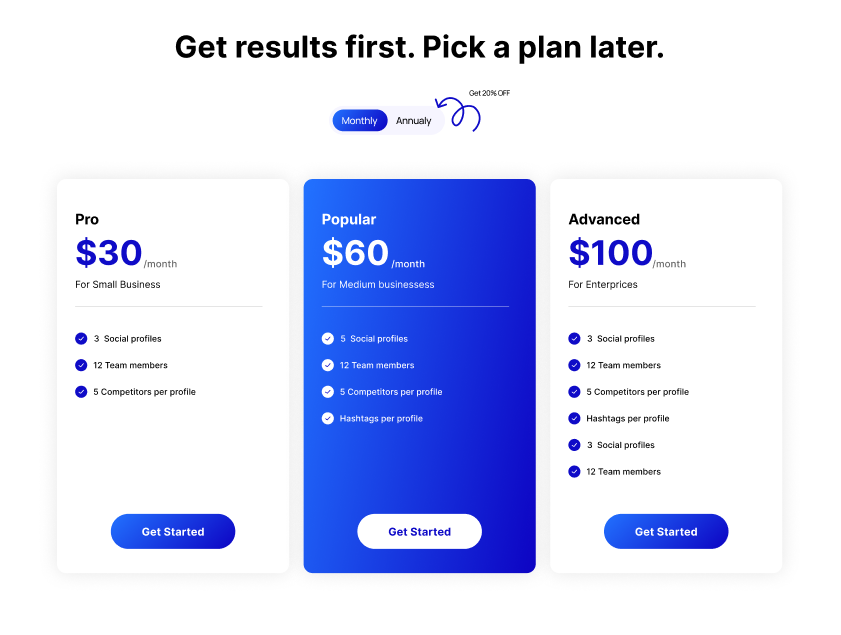 Get results first. Pick a plan later.
Get 20% OFF
Monthly Annualy
Pro
$30/month
For Small Business
3 Social profiles
12 Team members
5 Competitors per profile
Get Started
Popular
$60/month
For Medium businessess
5 Social profiles
12 Team members
5 Competitors per profile
Hashtags per profile
Get Started
Advanced
$100/month
For Enterprices
3 Social profiles
12 Team members
5 Competitors per profile
Hashtags per profile
3 Social profiles
12 Team members
Get Started